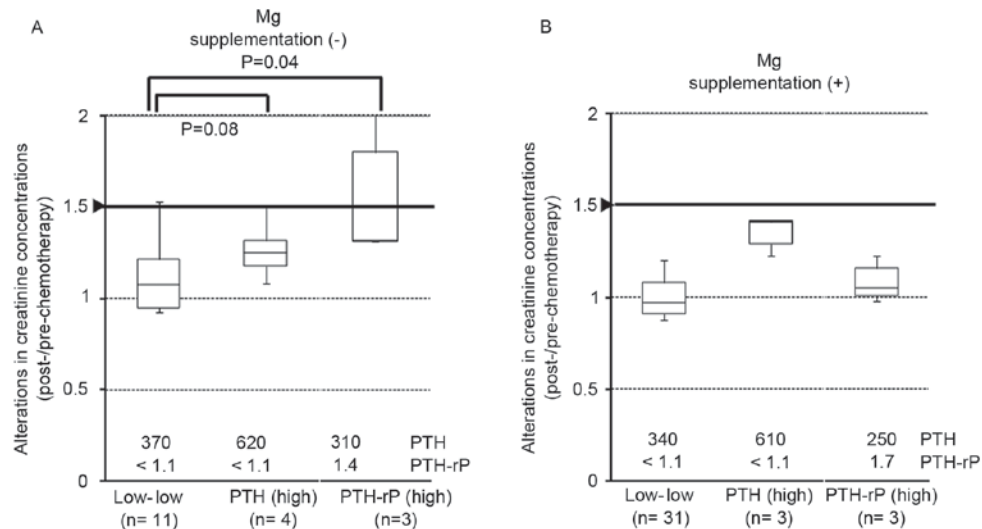 A
Mg
supplementation (-)
P=0.04
P=0.08
2
1.5
1
0.5
0
Alterations in creatinine concentrations
(post-/pre-chemotherapy)
370 620 310 PTH
< 1.1 < 1.1 1.4 PTH-rP
Low-low PTH (high) PTH-rP (high)
(n= 11) (n= 4) (n=3)
B
Mg
supplementation (+)
2
1.5
1
0.5
0
Alterations in creatinine concentrations
(post-/pre-chemotherapy)
340 610 250 PTH
< 1.1 < 1.1 1.7 PTH-rP
Low-low PTH (high) PTH-rP (high)
(n= 31) (n= 3) (n= 3)